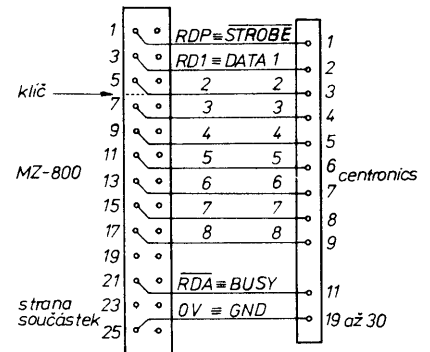 1 RDP≡S̅T̅R̅O̅B̅E̅ 1
3 RD1≡DATA 1 2
5 2 2 3
klíč
7 3 3 4
9 4 4 5
11 5 5 6
MZ-800 centronics
13 6 6 7
15 7 7 8
17 8 8 9
19
21 R̅D̅A̅≡BUSY 11
strana 23
součástek 0V ≡ GND 19 až 30
25